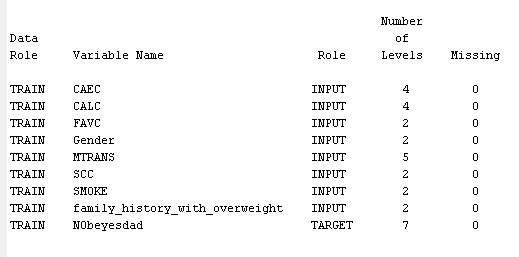 Number
Data of
Role Variable Name Role Levels Missing
TRAIN CAEC INPUT 4 0
TRAIN CALC INPUT 4 0
TRAIN FAVC INPUT 2 0
TRAIN Gender INPUT 2 0
TRAIN MTRANS INPUT 5 0
TRAIN SCC INPUT 2 0
TRAIN SMOKE INPUT 2 0
TRAIN family_history_with_overweight INPUT 2 0
TRAIN NObeyesdad TARGET 7 0